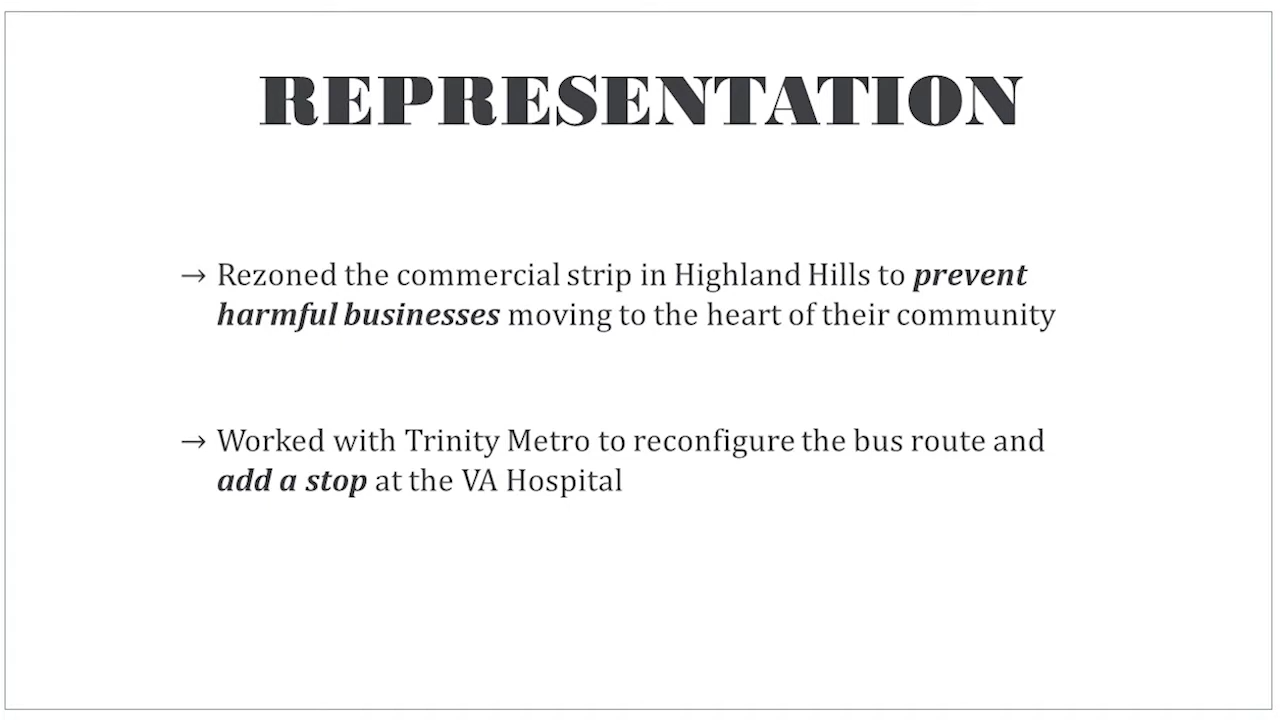 REPRESENTATION
→ Rezoned the commercial strip in Highland Hills to prevent
harmful businesses moving to the heart of their community
→ Worked with Trinity Metro to reconfigure the bus route and
add a stop at the VA Hospital